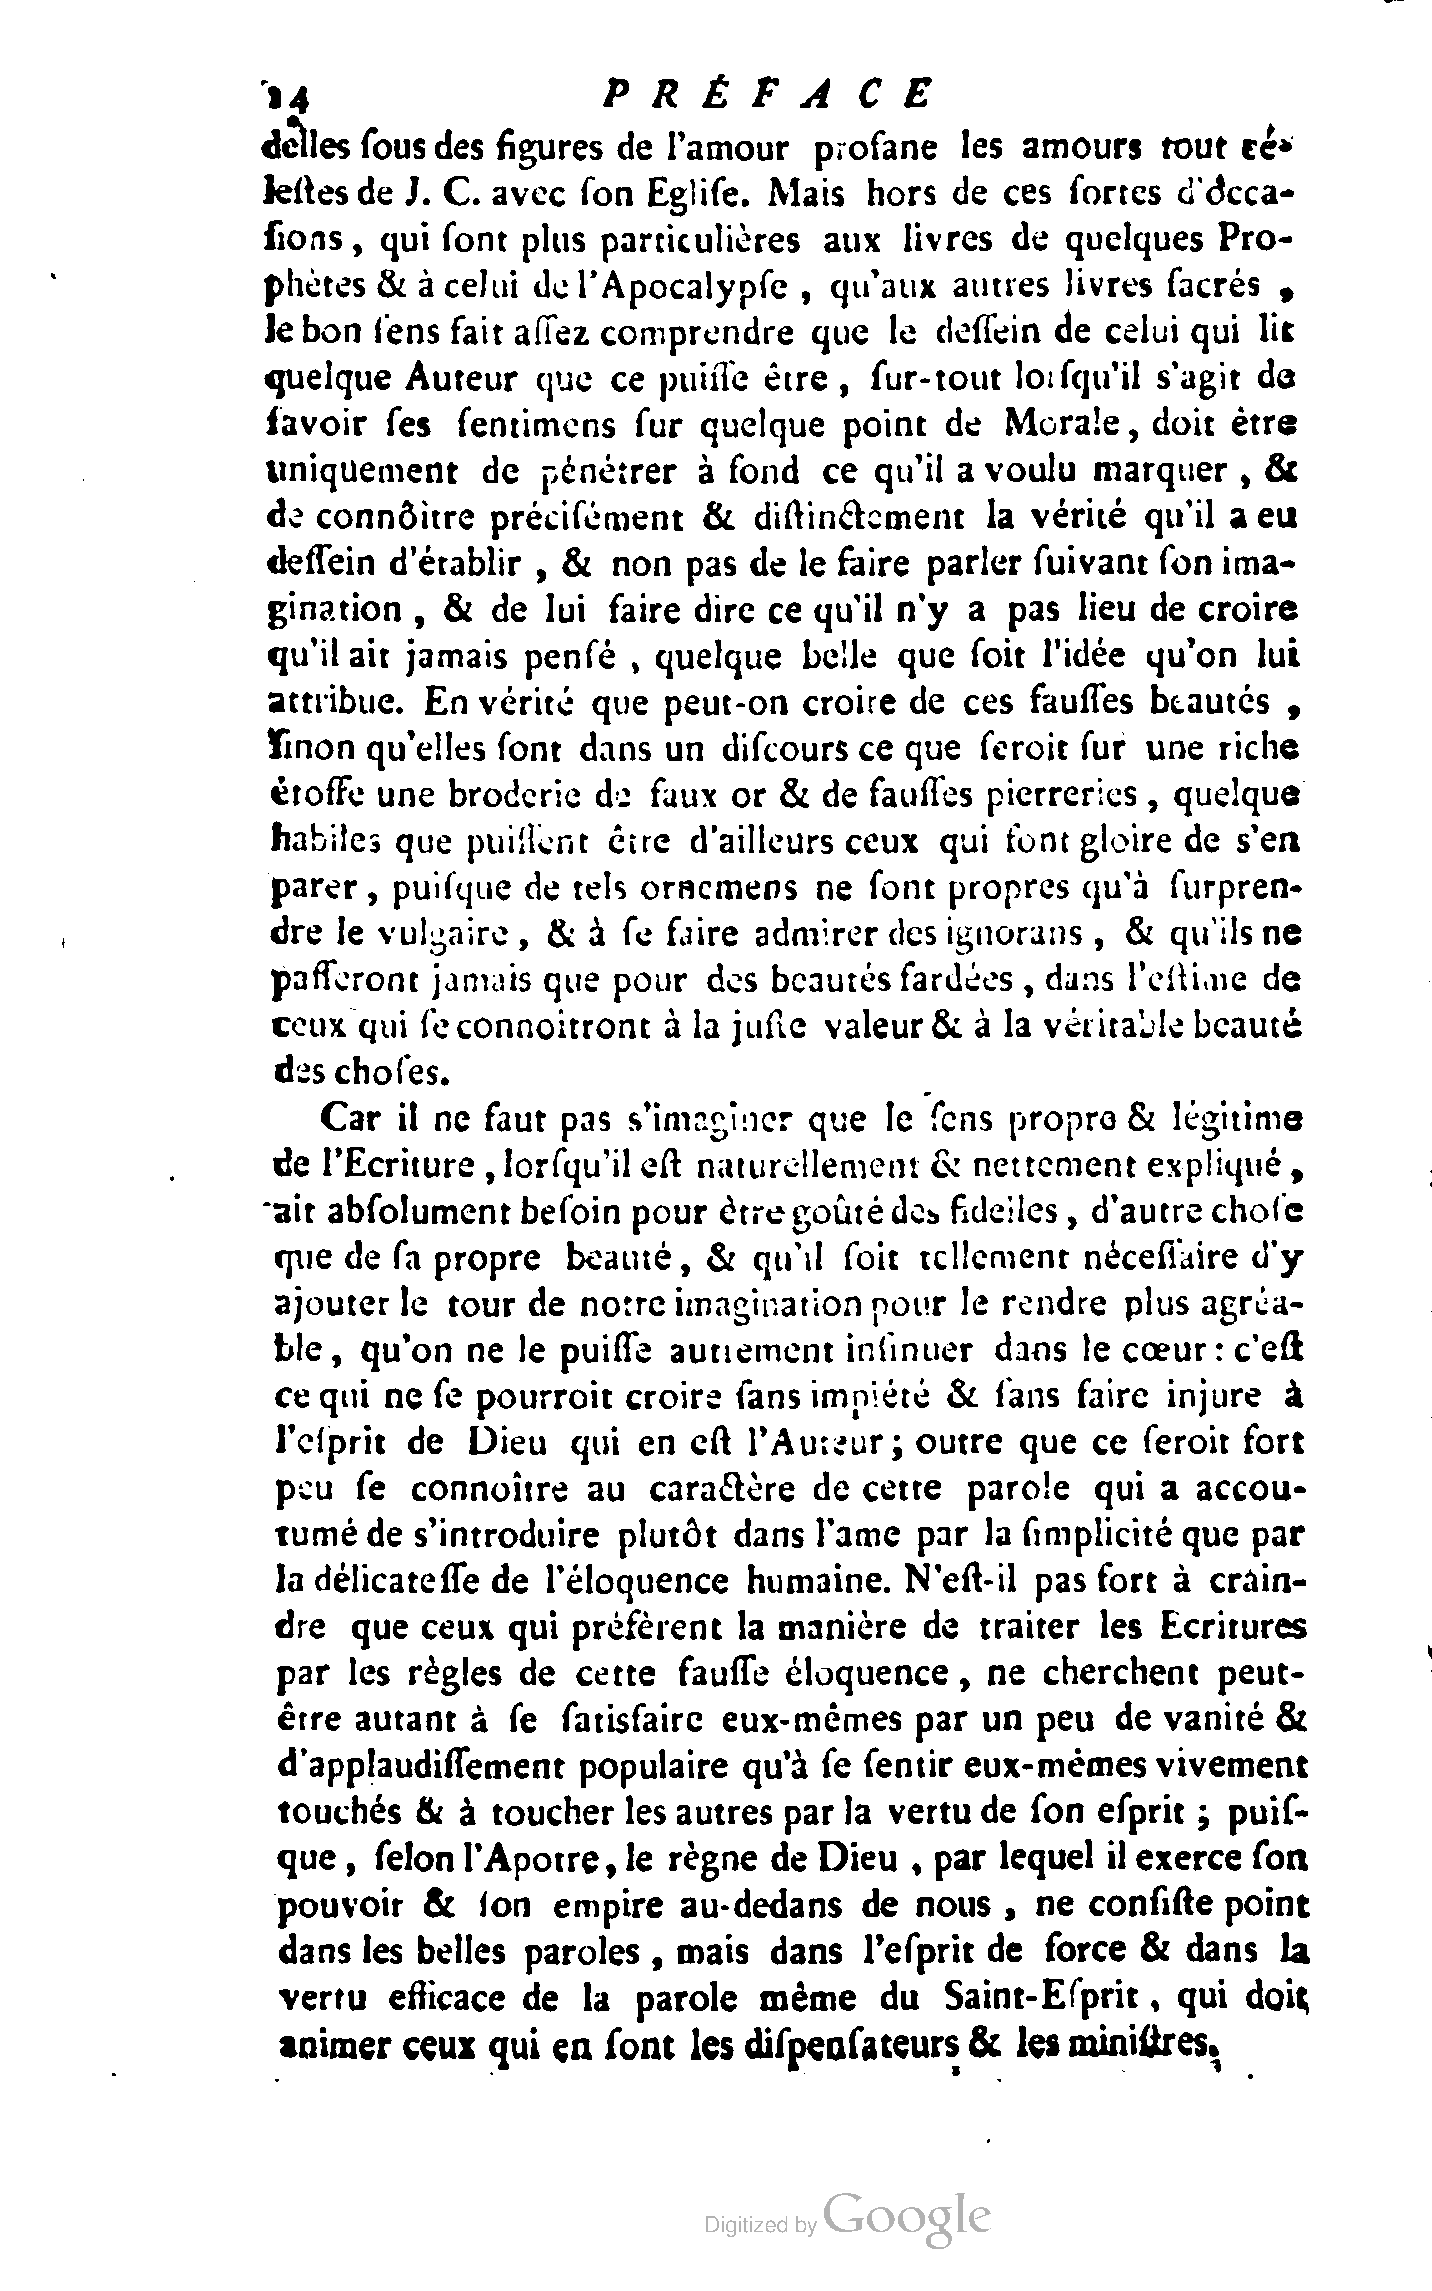 14 PRÉFACE
delles ſous des figures de l'amour profane les amours tout cé-
leſtes de J. C. avec ſon Egliſe. Mais hors de ces ſortes d'occa-
ſions, qui ſont plus particulières aux livres de quelques Pro-
phètes & à celui de l'Apocalypſe, qu'aux autres livres ſacrés,
le bon ſens fait aſſez comprendre que le deſſein de celui qui lit
quelque Auteur que ce puiſſe être, ſur-tout lorſqu'il s'agit de
ſavoir ſes ſentimens ſur quelque point de Morale, doit être
uniquement de pénétrer à fond ce qu'il a voulu marquer, &
de connôitre préciſément & diſtinctement la vérité qu'il a eu
deſſein d'établir, & non pas de le faire parler ſuivant ſon ima-
gination, & de lui faire dire ce qu'il n'y a pas lieu de croire
qu'il ait jamais penſé, quelque belle que ſoit l'idée qu'on lui
attribue. En vérité que peut-on croire de ces fauſſes beautés,
ſinon qu'elles ſont dans un diſcours ce que ſeroit ſur une riche
étoffe une broderie de faux or & de fauſſes pierreries, quelque
habiles que puiſſent être d'ailleurs ceux qui font gloire de s'en
parer, puiſque de tels ornemens ne ſont propres qu'à ſurpren-
dre le vulgaire, & à ſe faire admirer des ignorans, & qu'ils ne
paſſeront jamais que pour des beautés fardées, dans l'eſtime de
ceux qui ſe connoitront à la juſte valeur & à la véritable beauté
des choſes.
Car il ne faut pas s'imaginer que le ſens propre & légitime
de l'Ecriture, lorſqu'il eſt naturellement & nettement expliqué,
ait abſolument beſoin pour être goûté des fidelles, d'autre choſe
que de ſa propre beauté, & qu'il ſoit tellement néceſſaire d'y
ajouter le tour de notre imagination pour le rendre plus agréa-
ble, qu'on ne le puiſſe autrement inſinuer dans le cœur : c'eſt
ce qui ne ſe pourroit croire ſans impiété & ſans faire injure à
l'eſprit de Dieu qui en eſt l'Auteur; outre que ce ſeroit fort
peu ſe connoître au caractère de cette parole qui a accou-
tumé de s'introduire plutôt dans l'ame par la ſimplicité que par
la délicateſſe de l'éloquence humaine. N'eſt-il pas fort à crain-
dre que ceux qui préfèrent la manière de traiter les Ecritures
par les règles de cette fauſſe éloquence, ne cherchent peut-
être autant à ſe ſatisfaire eux-mêmes par un peu de vanité &
d'applaudiſſement populaire qu'à ſe ſentir eux-mêmes vivement
touchés & à toucher les autres par la vertu de ſon eſprit ; puiſ-
que, ſelon l'Apotre, le règne de Dieu, par lequel il exerce ſon
pouvoir & ſon empire au-dedans de nous, ne conſiſte point
dans les belles paroles, mais dans l'eſprit de force & dans la
vertu efficace de la parole même du Saint-Eſprit, qui doit
animer ceux qui en ſont les diſpenſateurs & les miniſtres.
Digitized by Google